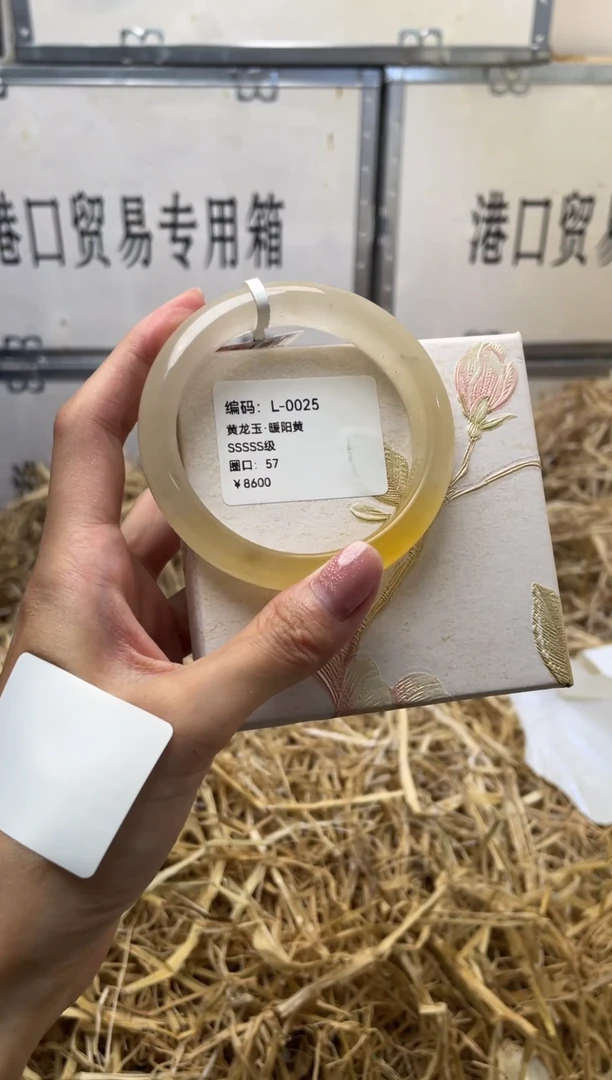 港口贸易专用箱
港口贸易
编码: L-0025
黄龙玉·暖阳黄
SSSSS级
圈口: 57
￥8600